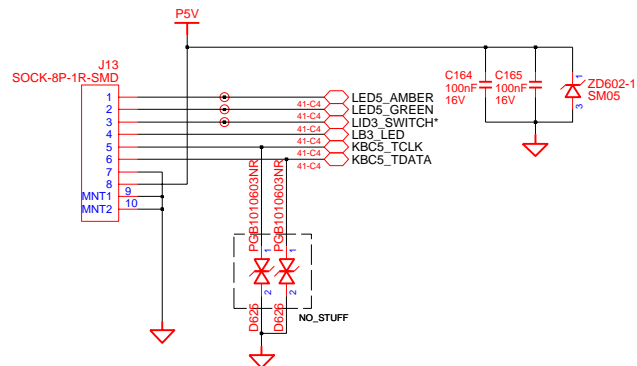 P5V
J13
SOCK-8P-1R-SMD
1
2
3
4
5
6
7
8
MNT1 9
MNT2 10
LED5_AMBER
41-C4 LED5_GREEN
41-C4 LID3_SWITCH*
41-C4 LB3_LED
41-C4 KBC5_TCLK
41-C4 KBC5_TDATA
41-C4
C164
100nF
16V
C165
100nF
16V
1
3
ZD602-1
SM05
PGB1010603NR
PGB1010603NR
1
2
1
2
D626
D625
NO_STUFF